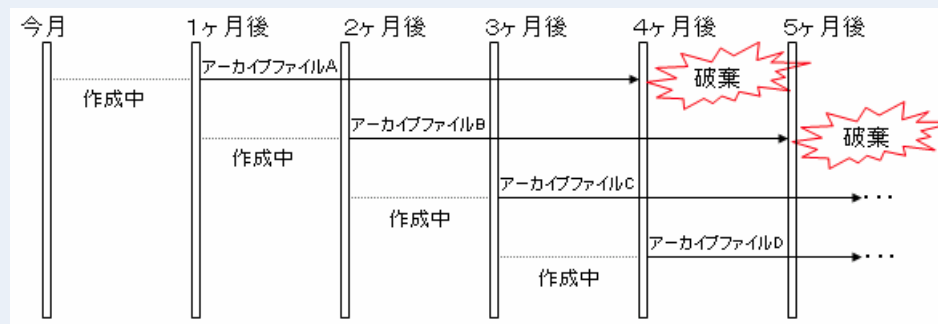 今月
1ヶ月後
2ヶ月後
3ヶ月後
4ヶ月後
5ヶ月後
アーカイブファイルA
破棄
作成中
アーカイブファイルB
破棄
作成中
アーカイブファイルC
・・・
作成中
アーカイブファイルD
・・・
作成中